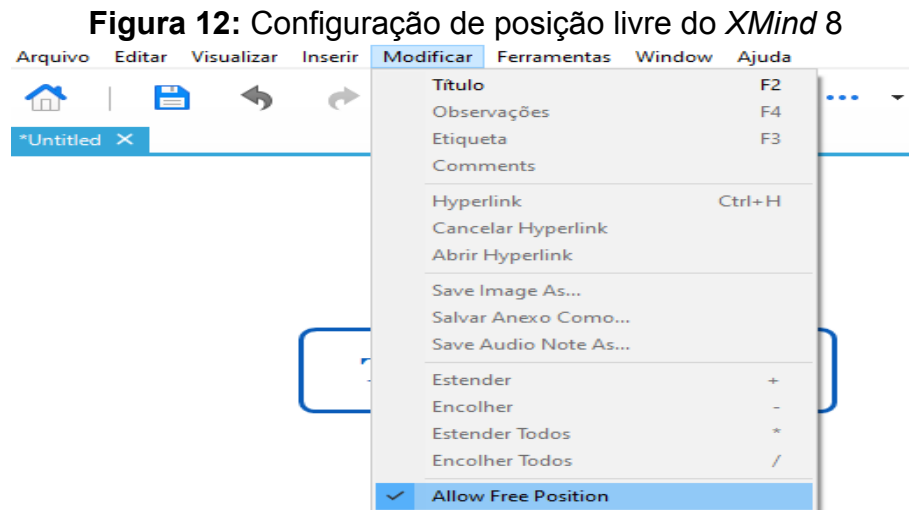 Figura 12: Configuração de posição livre do XMind 8
Arquivo Editar Visualizar Inserir Modificar Ferramentas Window Ajuda
*Untitled
Título F2
Observações F4
Etiqueta F3
Comments
Hyperlink Ctrl+H
Cancelar Hyperlink
Abrir Hyperlink
Save Image As...
Salvar Anexo Como...
Save Audio Note As...
Estender +
Encolher -
Estender Todos *
Encolher Todos /
Allow Free Position